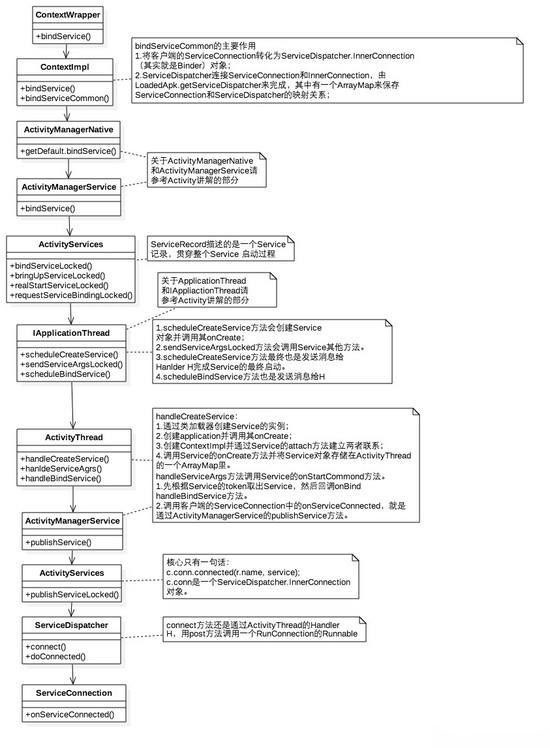 ContextWrapper
+bindService()
bindServiceCommon的主要作用
1.将客户端的ServiceConnection转化为ServiceDispatcher.InnerConnection
（其实就是Binder）对象；
2.ServiceDispatcher连接ServiceConnection和InnerConnection，由
LoadedApk.getServiceDispatcher来完成，其中有一个ArrayMap来保存
ServiceConnection和ServiceDispatcher的映射关系；
ContextImpl
+bindService()
+bindServiceCommon()
ActivityManagerNative
+getDefault.bindService()
关于ActivityManagerNative
和ActivityManagerService请
参考Activity讲解的部分
ActivityManagerService
+bindService()
ActivityServices
+bindServiceLocked()
+bringUpServiceLocked()
+realStartServiceLocked()
+requestServiceBindingLocked()
ServiceRecord描述的是一个Service
记录，贯穿整个Service 启动过程
关于ApplicationThread
和IAppliactionThread请
参考Activity讲解的部分
IApplicationThread
+scheduleCreateService()
+sendServiceArgsLocked()
+scheduleBindService()
1.scheduleCreateService方法会创建Service
对象并调用其onCreate；
2.sendServiceArgsLocked方法会调用Service其他方法。
3.scheduleCreateService方法最终也是发送消息给
Hanlder H完成Service的最终启动。
4.scheduleBindService方法也是发送消息给H
ActivityThread
+handleCreateService()
+hanldeServiceAgrs()
+handleBindService()
handleCreateService：
1.通过类加载器创建Service的实例；
2.创建application并调用其onCreate；
3.创建ContextImpl并通过Service的attach方法建立两者联系；
4.调用Service的onCreate方法并将Service对象存储在ActivityThread
的一个ArrayMap里。
handleServiceArgs方法调用Service的onStartCommond方法。
1.先根据Service的token取出Service，然后回调onBind
handleBindService方法。
2.调用客户端的ServiceConnection中的onServiceConnected，就是
通过ActivityManagerService的publishService方法。
ActivityManagerService
+publishService()
ActivityServices
+publishServiceLocked()
核心只有一句话：
c.conn.connected(r.name, service);
c.conn是一个ServiceDispatcher.InnerConnection
对象。
ServiceDispatcher
+connect()
+doConnected()
connect方法还是通过ActivityThread的Handler
H，用post方法调用一个RunConnection的Runnable
ServiceConnection
+onServiceConnected()